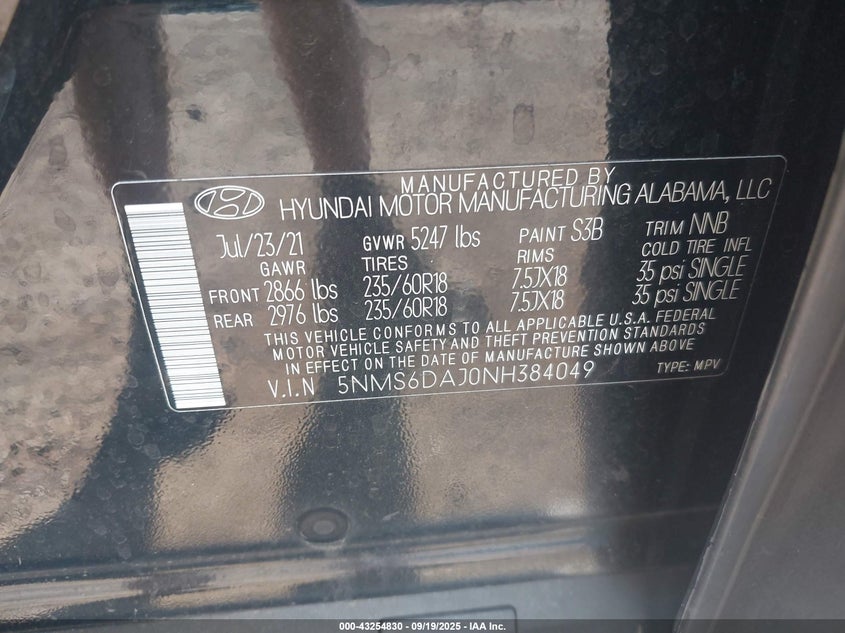 MANUFACTURED BY
HYUNDAI MOTOR MANUFACTURING ALABAMA, LLC
Jul/23/21 GVWR 5247 lbs PAINT S3B TRIM NNB
GAWR TIRES RIMS COLD TIRE INFL
FRONT 2866 lbs 235/60R18 7.5JX18 35 psi SINGLE
REAR 2976 lbs 235/60R18 7.5JX18 35 psi SINGLE
THIS VEHICLE CONFORMS TO ALL APPLICABLE U.S.A. FEDERAL
MOTOR VEHICLE SAFETY AND THEFT PREVENTION STANDARDS
IN EFFECT ON THE DATE OF MANUFACTURE SHOWN ABOVE
V.I.N 5NMS6DAJ0NH384049 TYPE: MPV
000-43254830 - 09/19/2025 - IAA Inc.